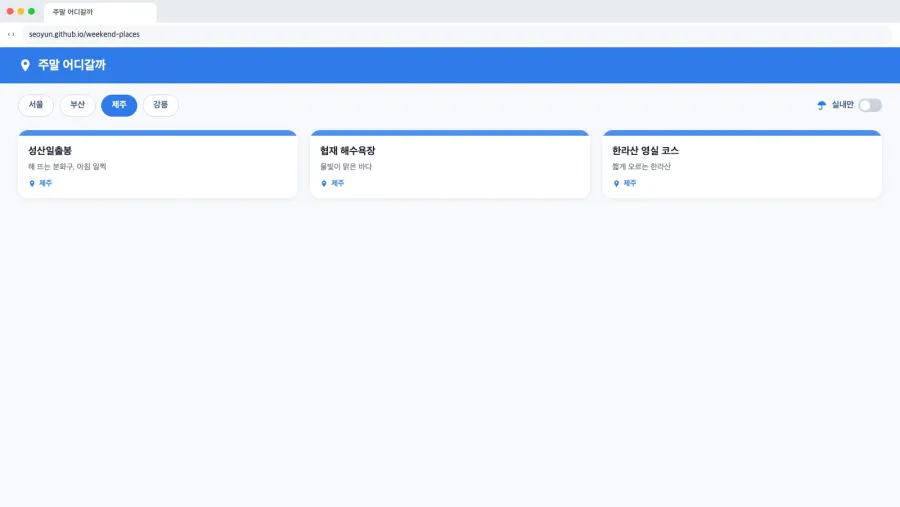 주말 어디갈까
seoyun.github.io/weekend-places
주말 어디갈까
서울 부산 제주 강릉 실내만
성산일출봉
해 뜨는 분화구, 아침 일찍
제주
협재 해수욕장
물빛이 맑은 바다
제주
한라산 영실 코스
짧게 오르는 한라산
제주